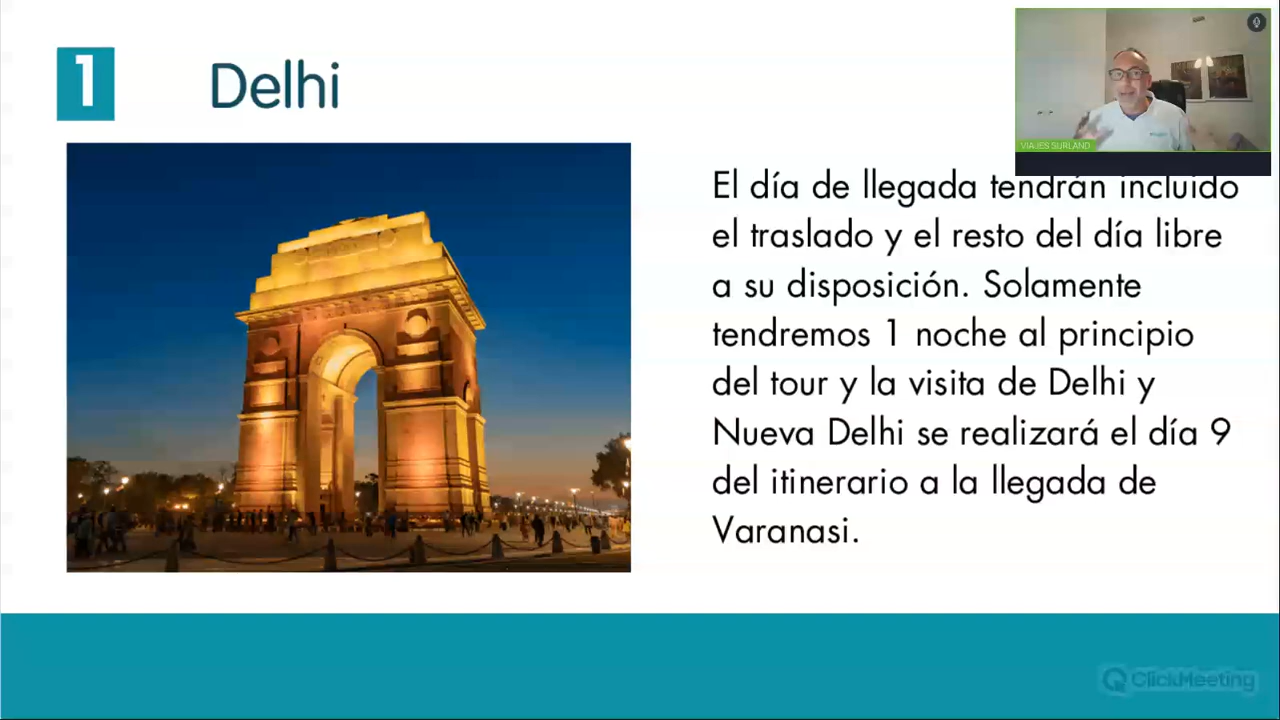 1
Delhi
VIAJES SURLAND
El día de llegada tendrán incluido
el traslado y el resto del día libre
a su disposición. Solamente
tendremos 1 noche al principio
del tour y la visita de Delhi y
Nueva Delhi se realizará el día 9
del itinerario a la llegada de
Varanasi.
ClickMeeting